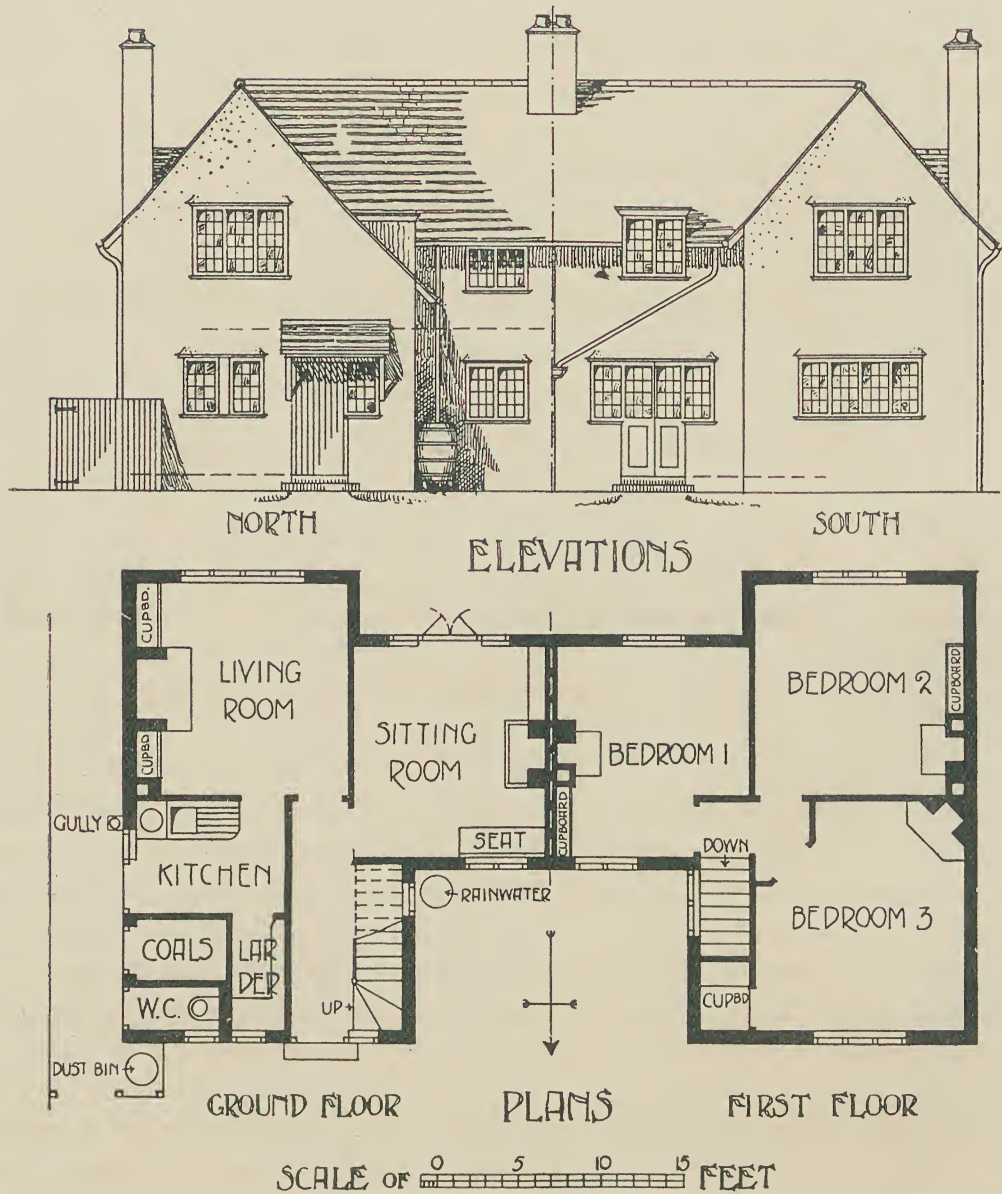 NORTH
SOUTH
ELEVATIONS
CUPBD.
LIVING
ROOM
CUPBD
SITTING
ROOM
BEDROOM 1
BEDROOM 2
CUPBOARD
GULLY
KITCHEN
SEAT
CUPBOARD
DOWN
RAINWATER
BEDROOM 3
COALS
LAR
DER
W.C.
UP
CUPBD
DUST BIN
GROUND FLOOR
PLANS
FIRST FLOOR
SCALE OF 0 5 10 15 FEET